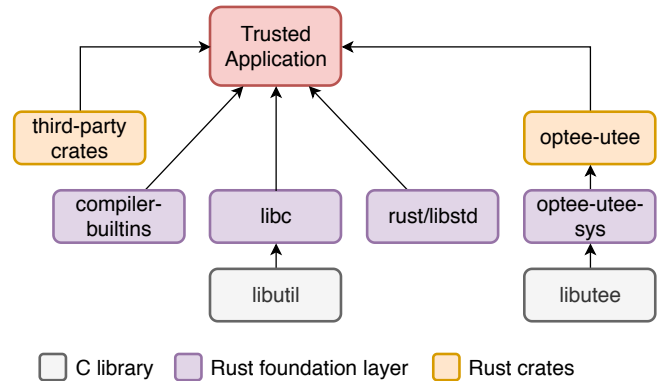 Trusted
Application
third-party
crates
optee-utee
compiler-
builtins
libc
rust/libstd
optee-utee-
sys
libutil
libutee
C library
Rust foundation layer
Rust crates